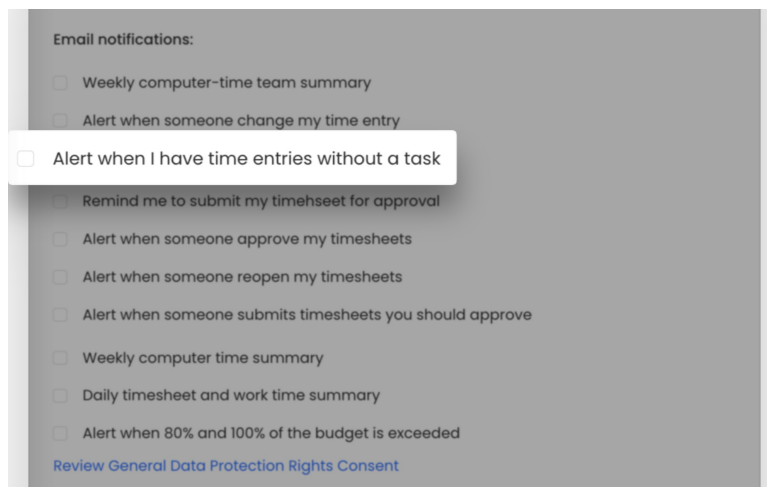 Email notifications:
Weekly computer-time team summary
Alert when someone change my time entry
Alert when I have time entries without a task
Remind me to submit my timehseet for approval
Alert when someone approve my timesheets
Alert when someone reopen my timesheets
Alert when someone submits timesheets you should approve
Weekly computer time summary
Daily timesheet and work time summary
Alert when 80% and 100% of the budget is exceeded
Review General Data Protection Rights Consent